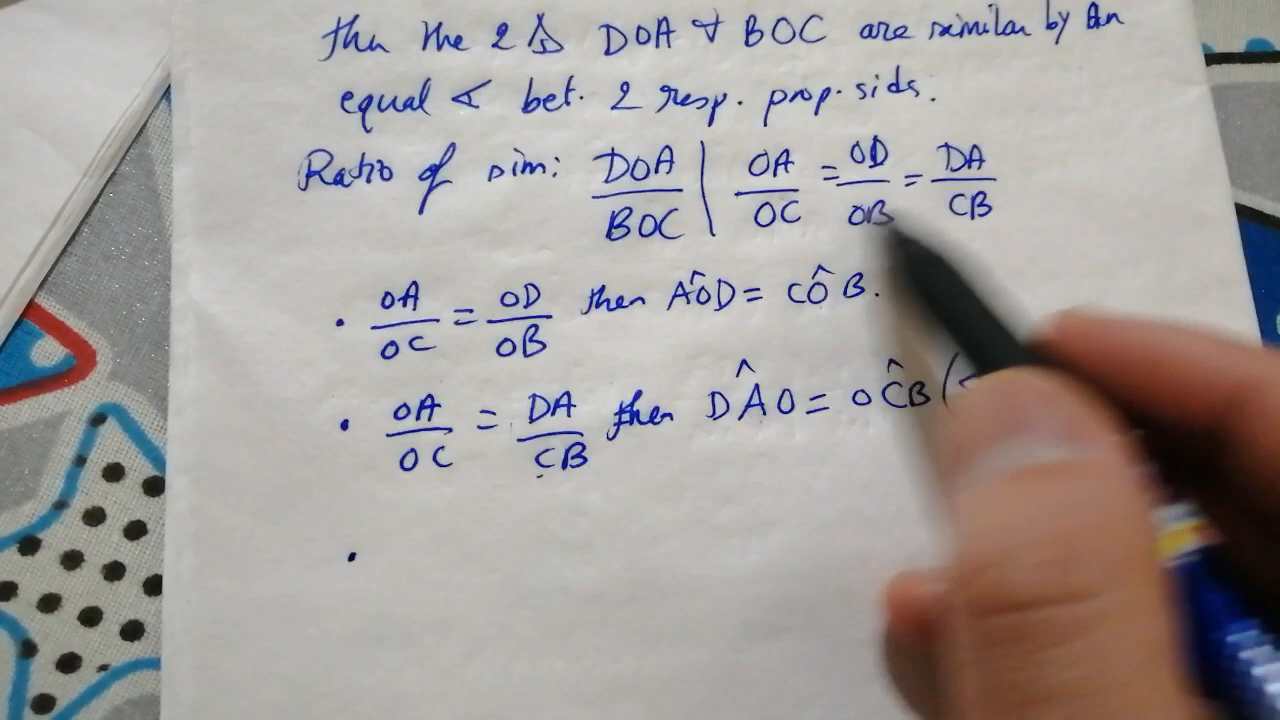 then the 2 Δs DOA & BOC are similar by an
equal ∢ bet. 2 resp. prop. sids.
Ratio of sim: DOA/BOC | OA/OC = OD/OB = DA/CB
• OA/OC = OD/OB then AÔD = CÔB.
• OA/OC = DA/CB then DÂO = OĈB (
•